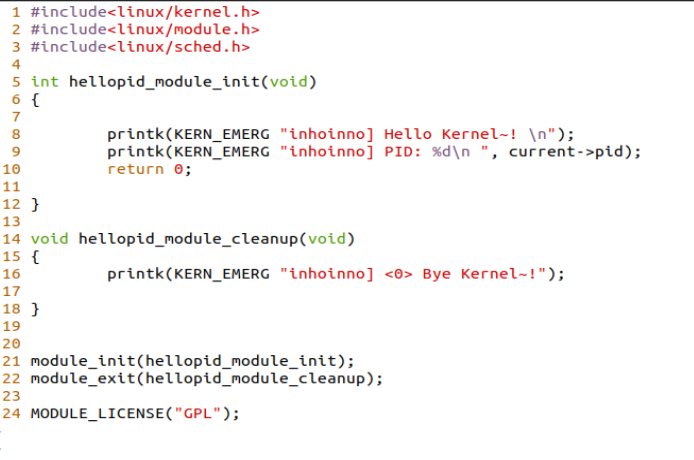 1 #include<linux/kernel.h>
2 #include<linux/module.h>
3 #include<linux/sched.h>
4
5 int hellopid_module_init(void)
6 {
7
8         printk(KERN_EMERG "inhoinno] Hello Kernel~! \n");
9         printk(KERN_EMERG "inhoinno] PID: %d\n ", current->pid);
10         return 0;
11
12 }
13
14 void hellopid_module_cleanup(void)
15 {
16         printk(KERN_EMERG "inhoinno] <0> Bye Kernel~!");
17
18 }
19
20
21 module_init(hellopid_module_init);
22 module_exit(hellopid_module_cleanup);
23
24 MODULE_LICENSE("GPL");